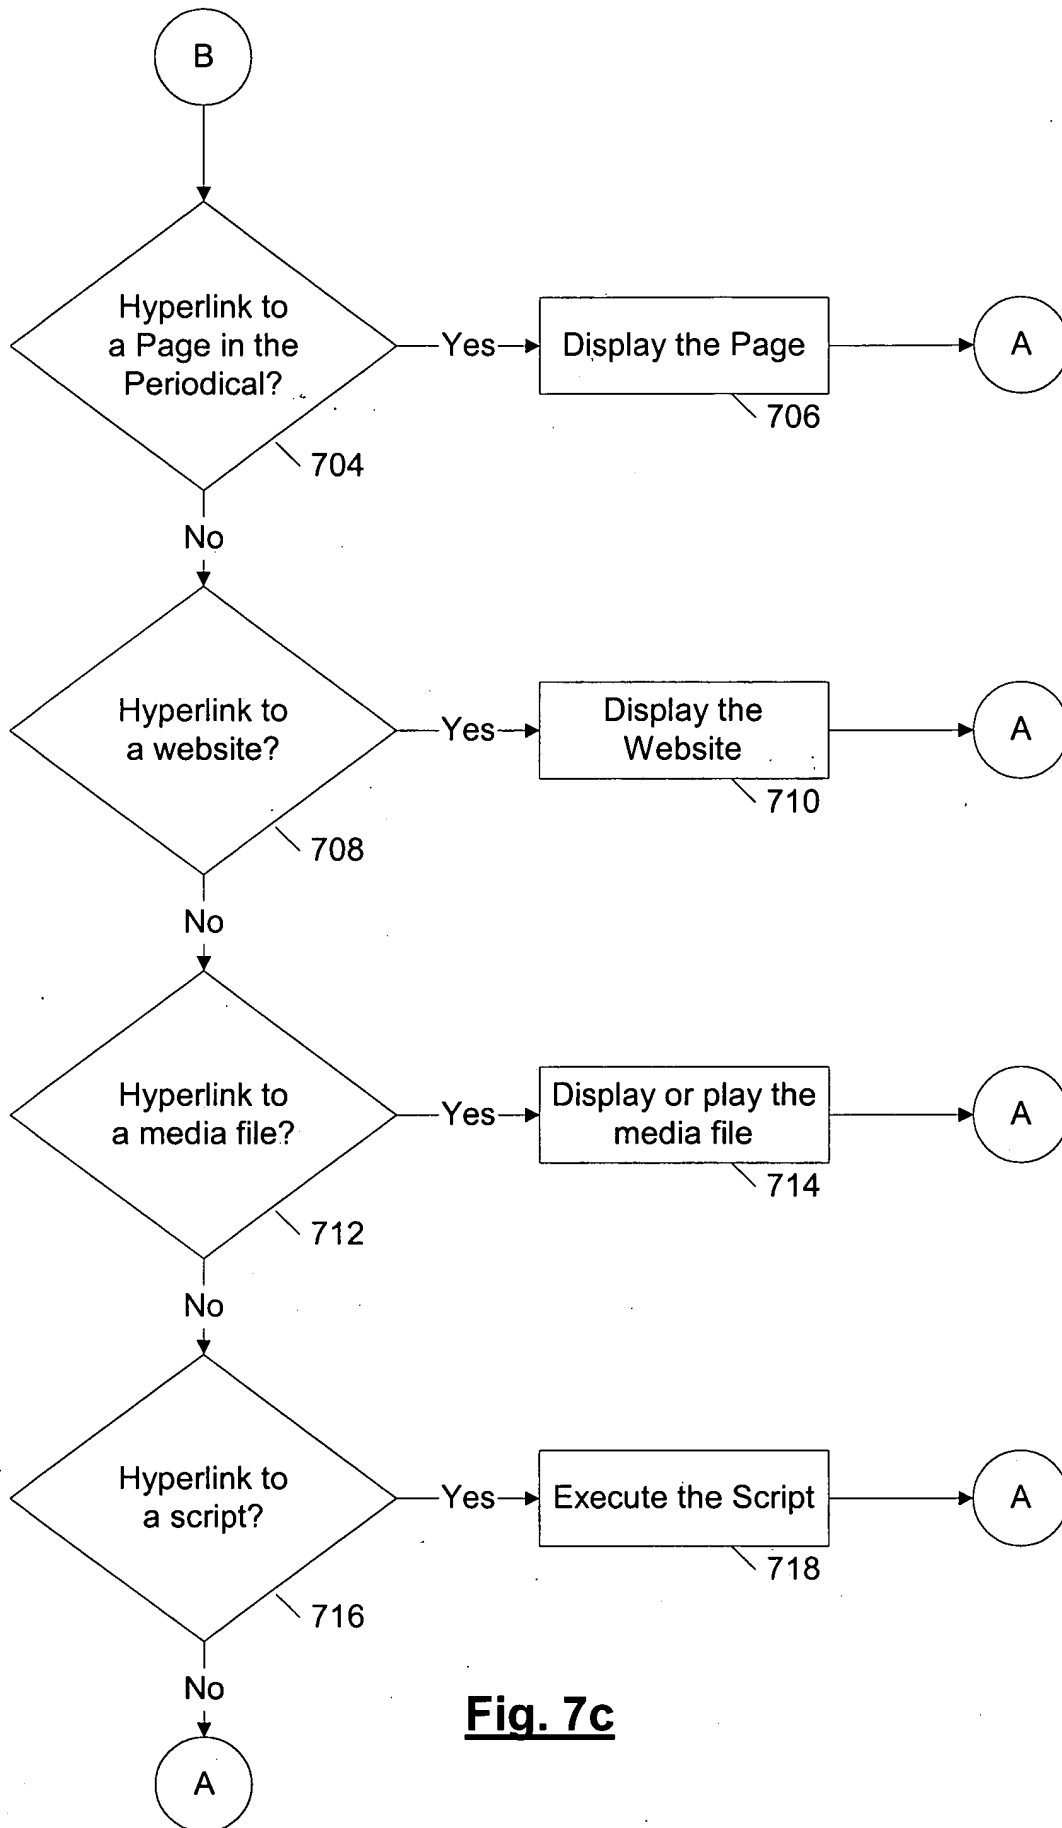 B
Hyperlink to
a Page in the
Periodical?
Yes
Display the Page
A
706
704
No
Hyperlink to
a website?
Yes
Display the
Website
A
710
708
No
Hyperlink to
a media file?
Yes
Display or play the
media file
A
714
712
No
Hyperlink to
a script?
Yes
Execute the Script
A
718
716
No
A
Fig. 7c